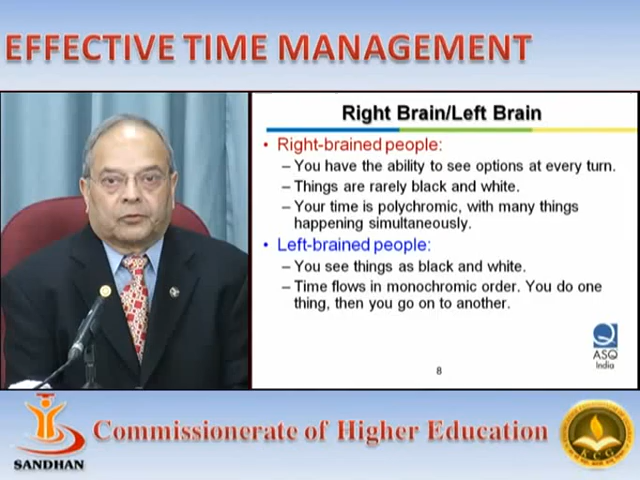 EFFECTIVE TIME MANAGEMENT
Right Brain/Left Brain
• Right-brained people:
– You have the ability to see options at every turn.
– Things are rarely black and white.
– Your time is polychromic, with many things
happening simultaneously.
• Left-brained people:
– You see things as black and white.
– Time flows in monochromic order. You do one
thing, then you go on to another.
ASQ
India
8
Commissionerate of Higher Education
SANDHAN
KCG